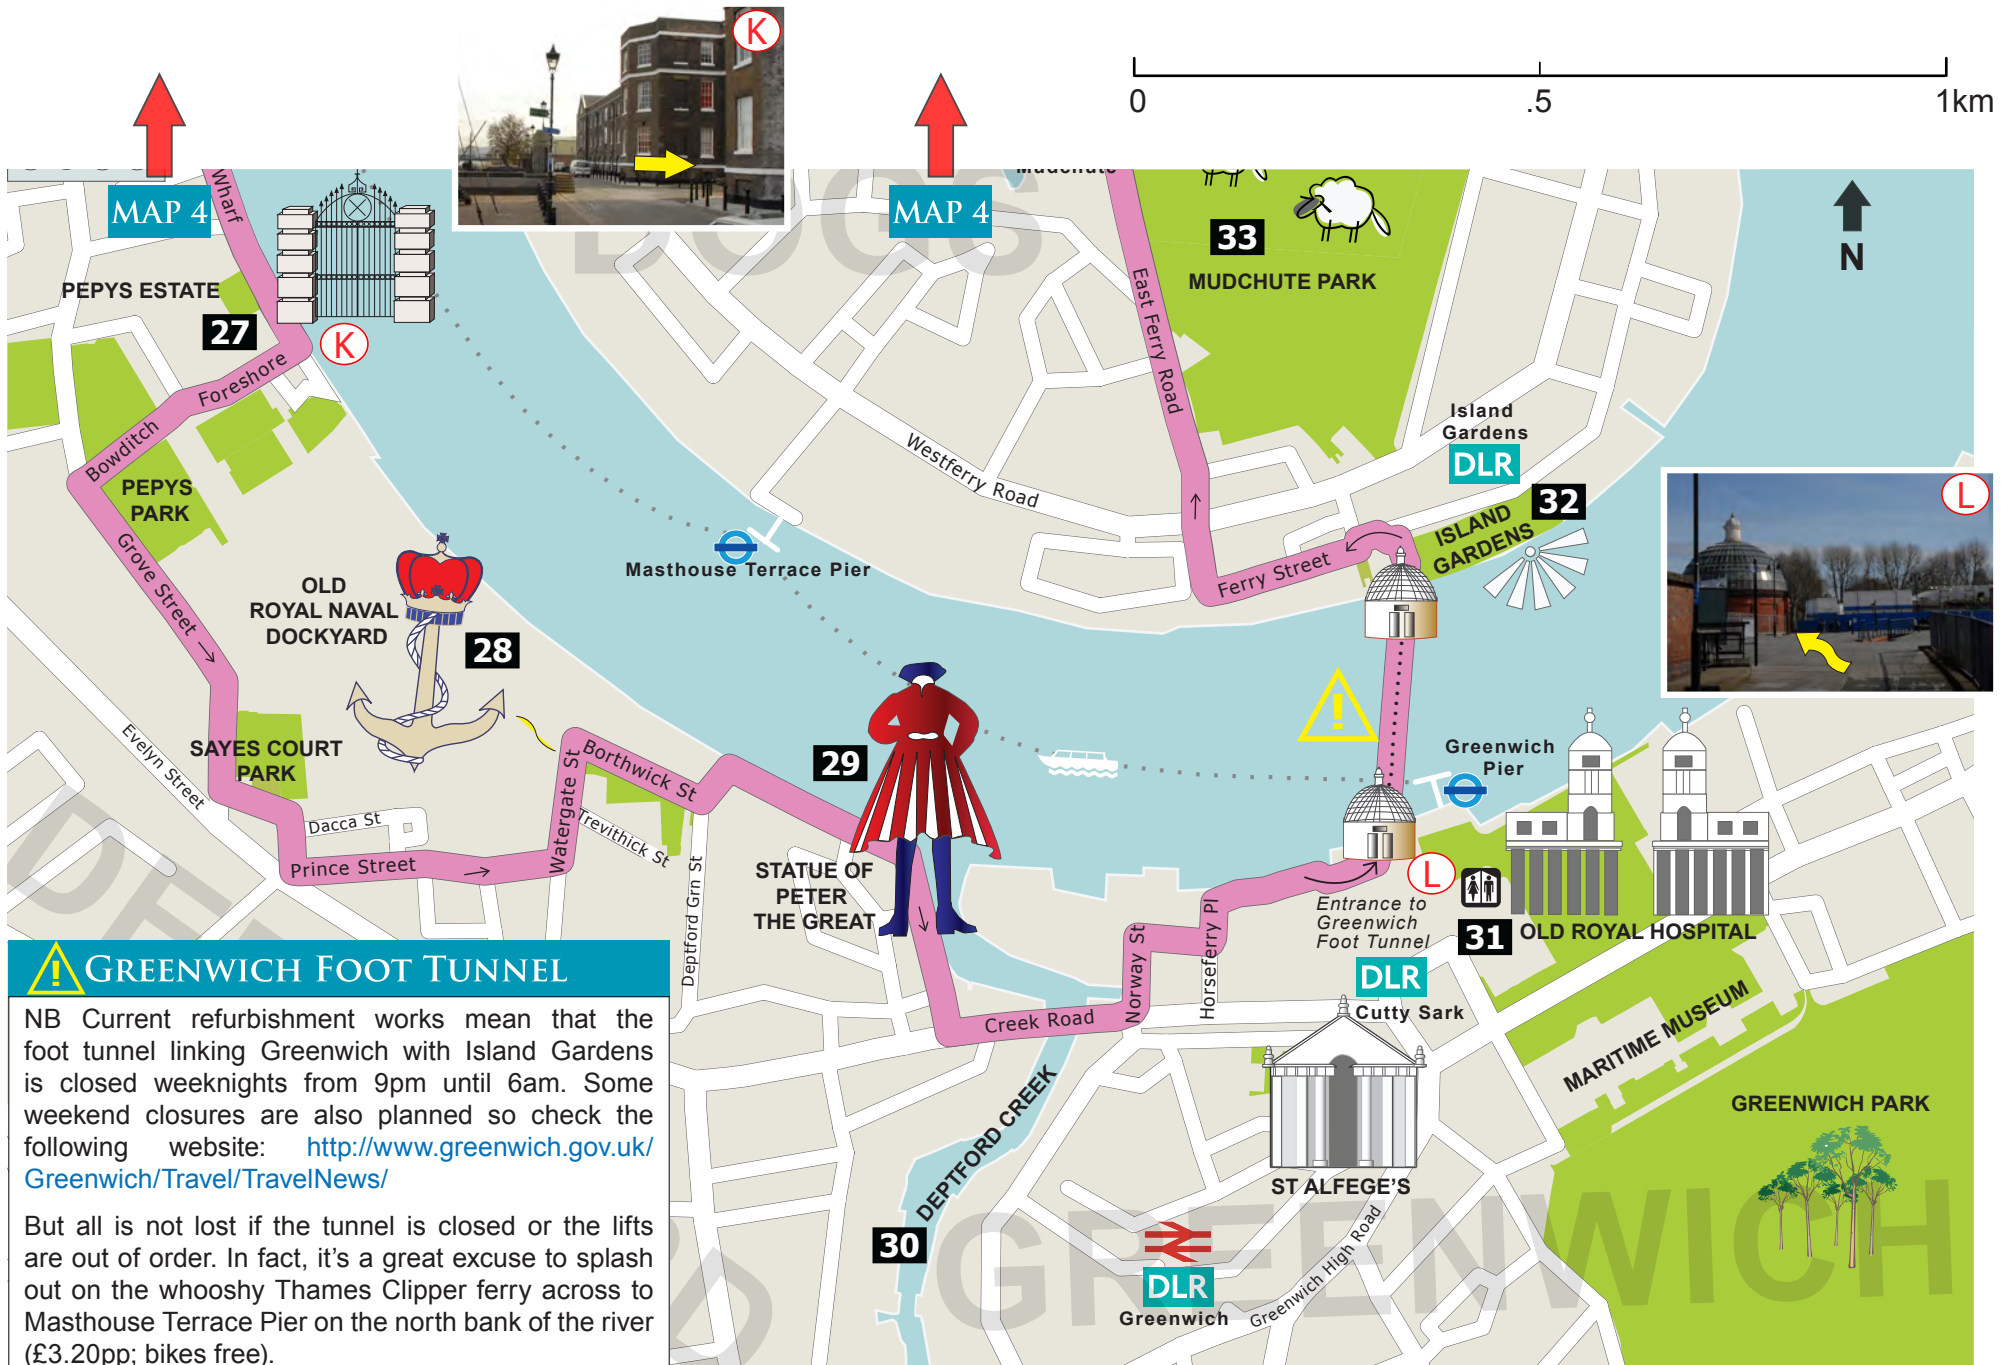 K
0
.5
1km
MAP 4
MAP 4
N
DOGS
Wharf
Mudchute
33
MUDCHUTE PARK
PEPYS ESTATE
27
K
Foreshore
Bowditch
East Ferry Road
Island
Gardens
DLR
32
ISLAND
GARDENS
L
Westferry Road
PEPYS
PARK
Grove Street
Masthouse Terrace Pier
Ferry Street
OLD
ROYAL NAVAL
DOCKYARD
28
Evelyn Street
SAYES COURT
PARK
Borthwick St
Watergate St
Trevithick St
Dacca St
Prince Street
Deptford Grn St
29
STATUE OF
PETER
THE GREAT
!
Greenwich
Pier
L
Entrance to
Greenwich
Foot Tunnel
31
OLD ROYAL HOSPITAL
DLR
Cutty Sark
Norway St
Horseferry Pl
Creek Road
MARITIME MUSEUM
GREENWICH PARK
DEPTFORD CREEK
30
ST ALFEGE'S
DLR
Greenwich
Greenwich High Road
GREENWICH
! GREENWICH FOOT TUNNEL
NB Current refurbishment works mean that the
foot tunnel linking Greenwich with Island Gardens
is closed weeknights from 9pm until 6am. Some
weekend closures are also planned so check the
following website: http://www.greenwich.gov.uk/
Greenwich/Travel/TravelNews/
But all is not lost if the tunnel is closed or the lifts
are out of order. In fact, it's a great excuse to splash
out on the whooshy Thames Clipper ferry across to
Masthouse Terrace Pier on the north bank of the river
(£3.20pp; bikes free).